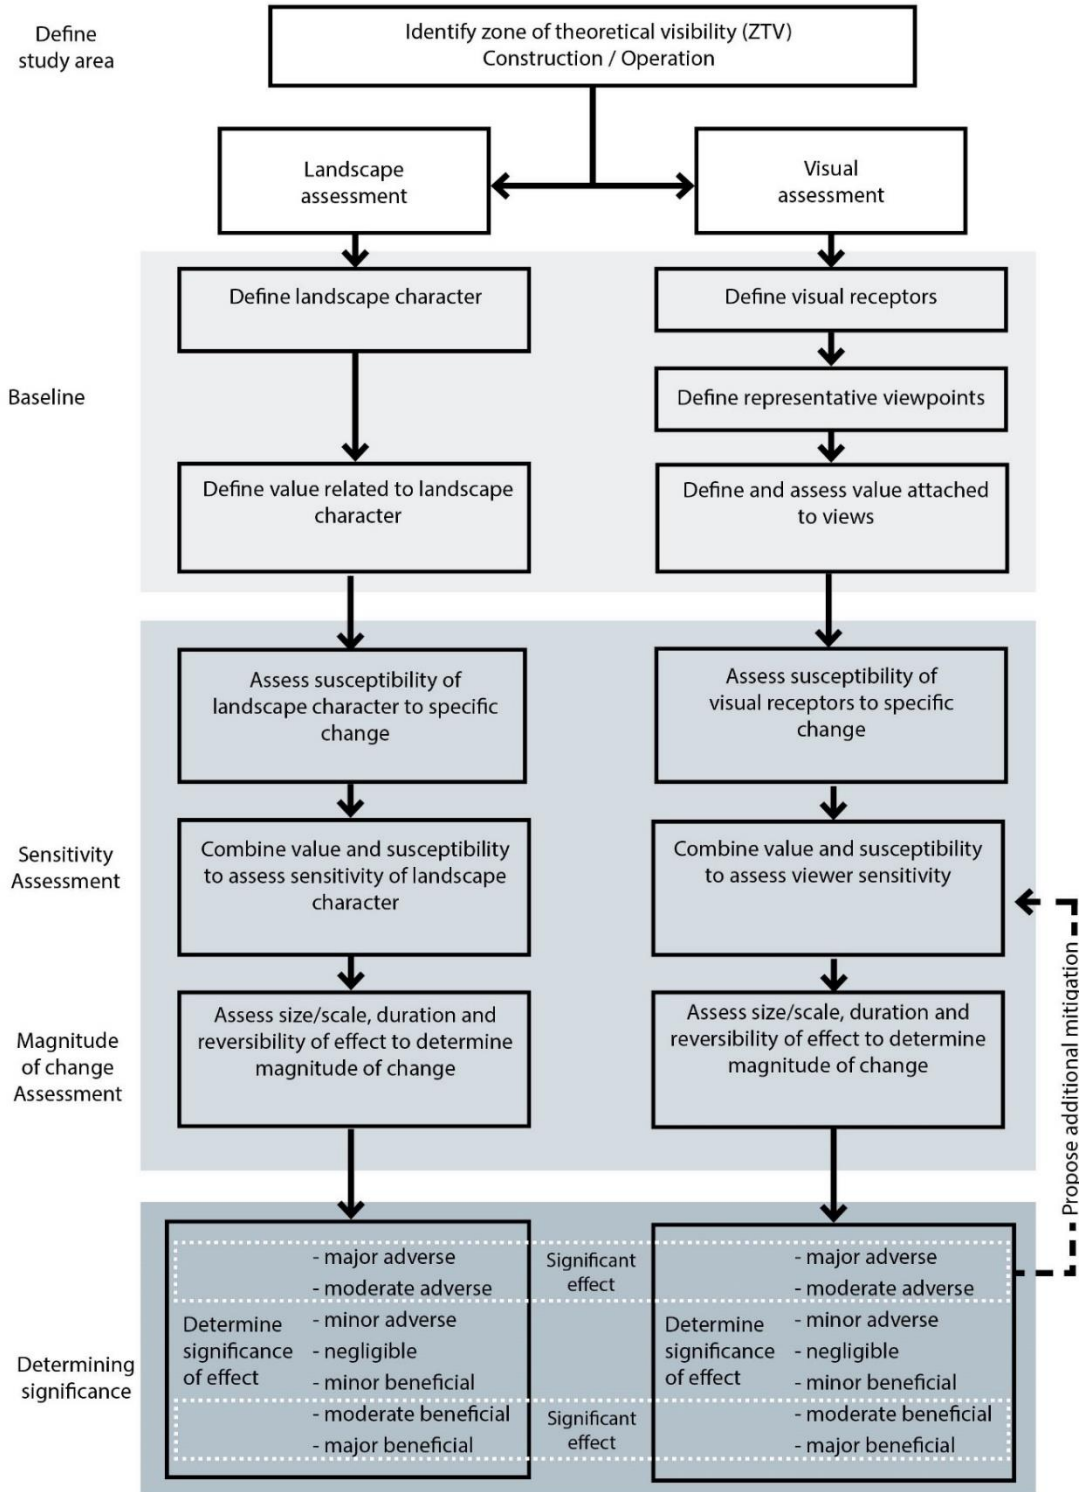 Define
study area
Identify zone of theoretical visibility (ZTV)
Construction / Operation
Landscape
assessment
Visual
assessment
Baseline
Define landscape character
Define value related to landscape
character
Define visual receptors
Define representative viewpoints
Define and assess value attached
to views
Sensitivity
Assessment
Assess susceptibility of
landscape character to specific
change
Combine value and susceptibility
to assess sensitivity of landscape
character
Assess susceptibility of
visual receptors to specific
change
Combine value and susceptibility
to assess viewer sensitivity
Magnitude
of change
Assessment
Assess size/scale, duration and
reversibility of effect to determine
magnitude of change
Assess size/scale, duration and
reversibility of effect to determine
magnitude of change
Propose additional mitigation
Determining
significance
Determine
significance
of effect
- major adverse
- moderate adverse
- minor adverse
- negligible
- minor beneficial
- moderate beneficial
- major beneficial
Significant
effect
Significant
effect
Determine
significance
of effect
- major adverse
- moderate adverse
- minor adverse
- negligible
- minor beneficial
- moderate beneficial
- major beneficial